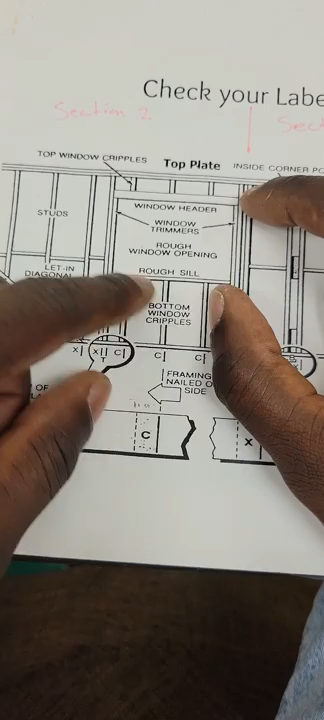 Check your Labe
Section 2
Sect
TOP WINDOW CRIPPLES
Top Plate
INSIDE CORNER PO
WINDOW HEADER
STUDS
WINDOW
TRIMMERS
ROUGH
WINDOW OPENING
LET-IN
DIAGONAL
ROUGH SILL
BOTTOM
WINDOW
CRIPPLES
X
X C
T
C
C
FRAMING
NAILED O
SIDE
OF
C
X